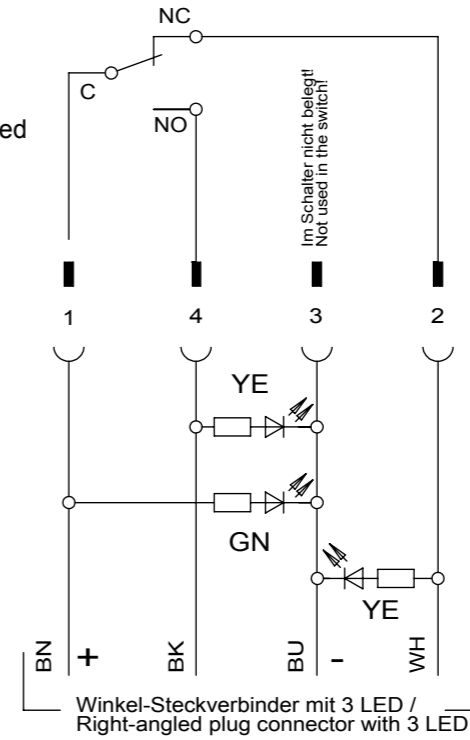 NC
C
ed
NO
Im Schalter nicht belegt!
Not used in the switch!
1 4 3 2
YE
GN
YE
BN + BK BU - WH
Winkel-Steckverbinder mit 3 LED /
Right-angled plug connector with 3 LED